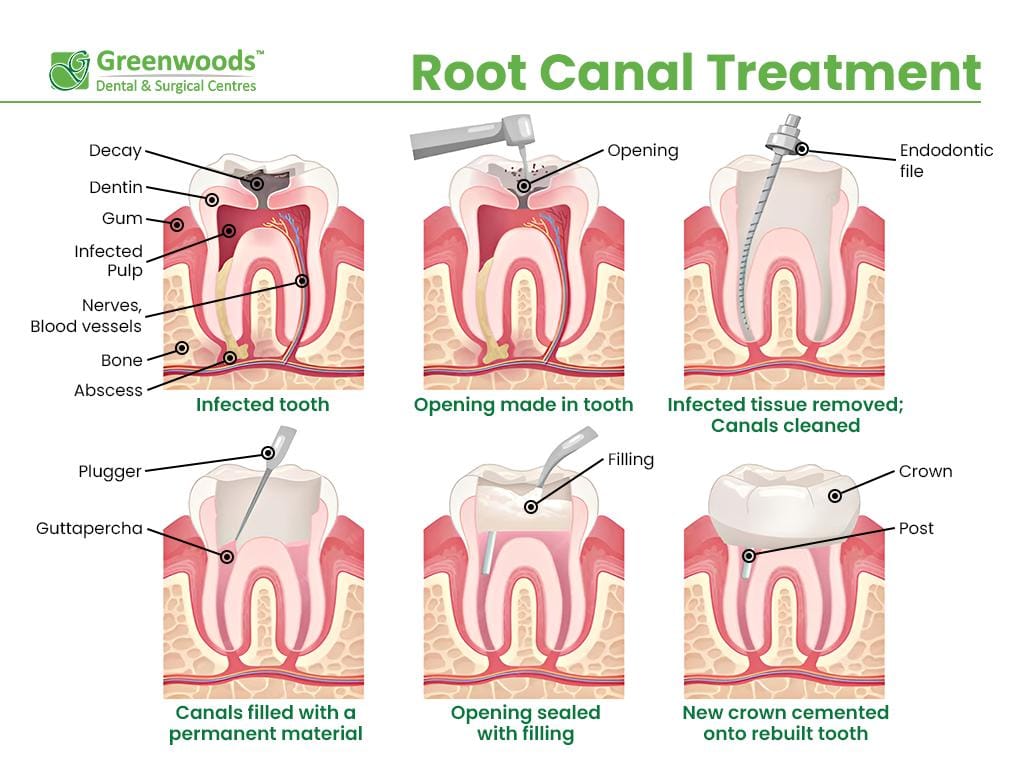 Greenwoods™
Dental & Surgical Centres
Root Canal Treatment
Decay
Dentin
Gum
Infected
Pulp
Nerves,
Blood vessels
Bone
Abscess
Infected tooth
Opening
Opening made in tooth
Endodontic
file
Infected tissue removed;
Canals cleaned
Plugger
Guttapercha
Canals filled with a
permanent material
Filling
Opening sealed
with filling
Crown
Post
New crown cemented
onto rebuilt tooth